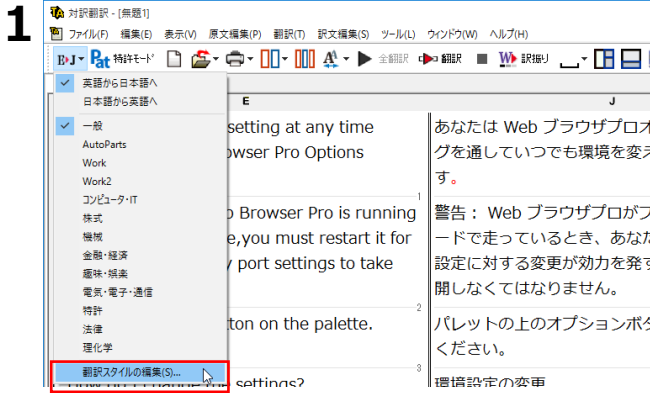 1
対訳翻訳 - [無題1]
ファイル(F) 編集(E) 表示(V) 原文編集(P) 翻訳(T) 訳文編集(S) ツール(L) ウィンドウ(W) ヘルプ(H)
E▸J Pat 特許モード 全翻訳 翻訳 訳振り
英語から日本語へ
日本語から英語へ
E J
一般
AutoParts
Work
Work2
コンピュータ・IT
株式
機械
金融・経済
趣味・娯楽
電気・電子・通信
特許
法律
理化学
翻訳スタイルの編集(S)...
setting at any time
owser Pro Options
1
o Browser Pro is running
e,you must restart it for
y port settings to take
2
ton on the palette.
3
How do I change the settings?
あなたは Web ブラウザプロオ
グを通していつでも環境を変え
す。
警告： Web ブラウザプロがフ
ードで走っているとき、あなた
設定に対する変更が効力を発す
開しなくてはなりません。
パレットの上のオプションボタ
ください。
環境設定の変更